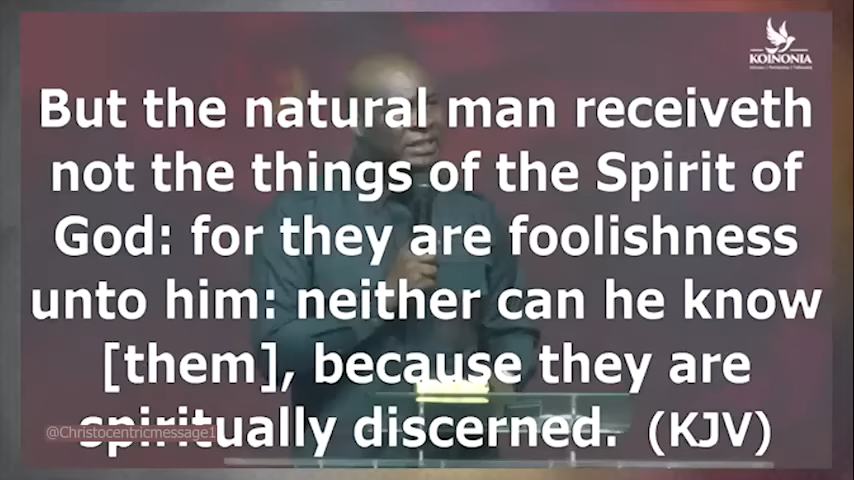 KOINONIA
But the natural man receiveth
not the things of the Spirit of
God: for they are foolishness
unto him: neither can he know
[them], because they are
spiritually discerned. (KJV)
@Christocentricmessage1